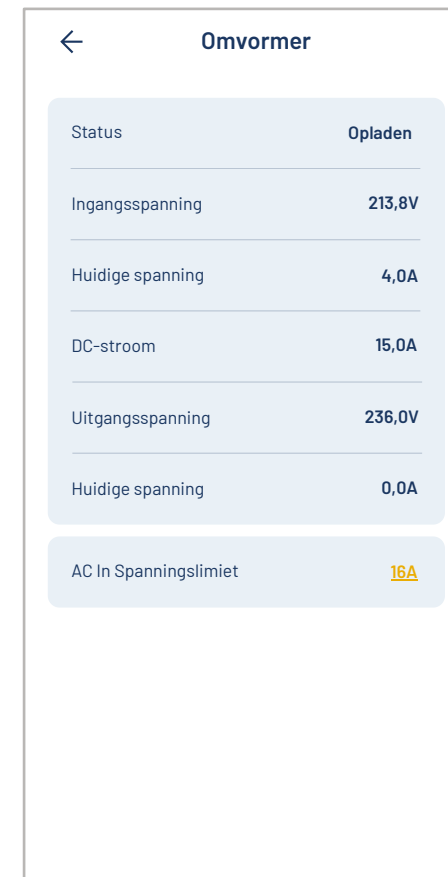 Omvormer
Status Opladen
Ingangsspanning 213,8V
Huidige spanning 4,0A
DC-stroom 15,0A
Uitgangsspanning 236,0V
Huidige spanning 0,0A
AC In Spanningslimiet 16A